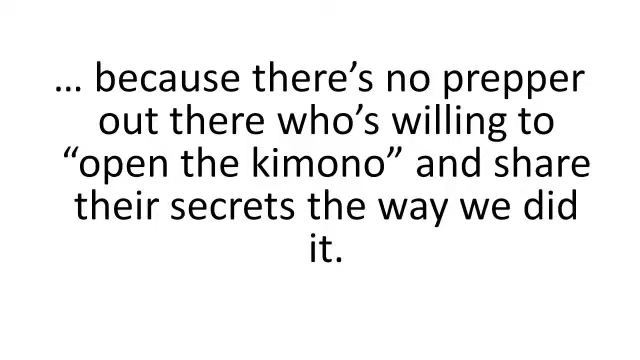 … because there’s no prepper
out there who’s willing to
“open the kimono” and share
their secrets the way we did
it.